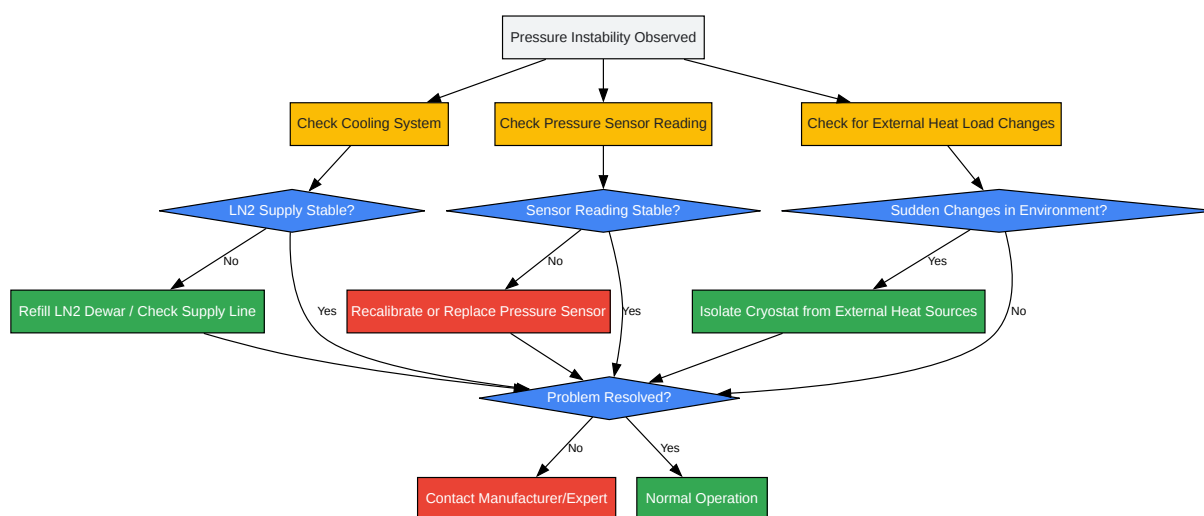 Pressure Instability Observed
Check Cooling System
Check Pressure Sensor Reading
Check for External Heat Load Changes
LN2 Supply Stable?
Sensor Reading Stable?
Sudden Changes in Environment?
No
No
Yes
Refill LN2 Dewar / Check Supply Line
Yes
Recalibrate or Replace Pressure Sensor
Yes
Isolate Cryostat from External Heat Sources
No
Problem Resolved?
No
Yes
Contact Manufacturer/Expert
Normal Operation